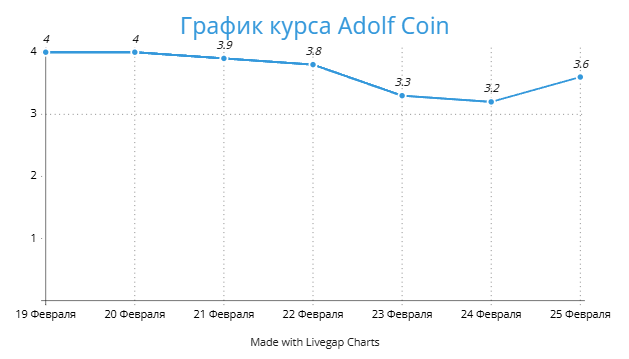 График курса Adolf Coin
4 4 3.9 3.8 3.3 3.2 3.6
4
3
2
1
19 Февраля 20 Февраля 21 Февраля 22 Февраля 23 Февраля 24 Февраля 25 Февраля
Made with Livegap Charts